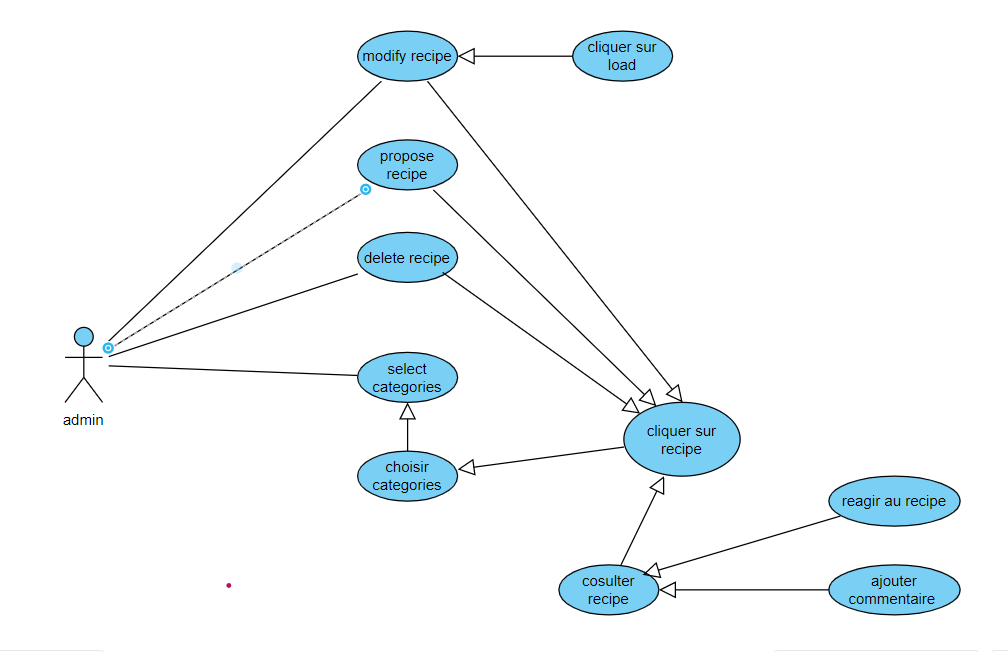 modify recipe
cliquer sur
load
propose
recipe
delete recipe
select
categories
admin
cliquer sur
recipe
choisir
categories
reagir au recipe
cosulter
recipe
ajouter
commentaire